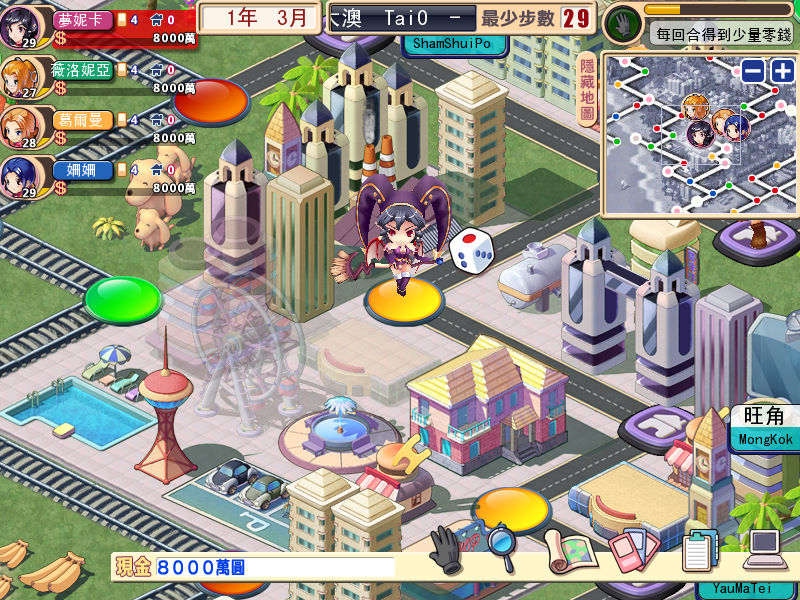 夢妮卡 4 0
29 $ 8000萬
薇洛妮亞 4 0
27 $ 8000萬
葛爾曼 4 0
28 $ 8000萬
姍姍 4 0
29 $ 8000萬
1年 3月
大澳 TaiO -
最少步數 29
每回合得到少量零錢
隱藏地圖
ShamShuiPo
旺角
MongKok
YauMaTei
P
現金 8000萬圓